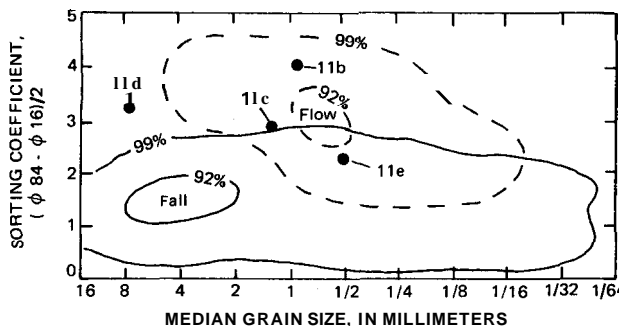 SORTING COEFFICIENT,
(ϕ 84 - ϕ 16)/2
5
4
3
2
1
0
99%
11d
11b
11c
92%
Flow
99%
92%
11e
Fall
16 8 4 2 1 1/2 1/4 1/8 1/16 1/32 1/64
MEDIAN GRAIN SIZE, IN MILLIMETERS